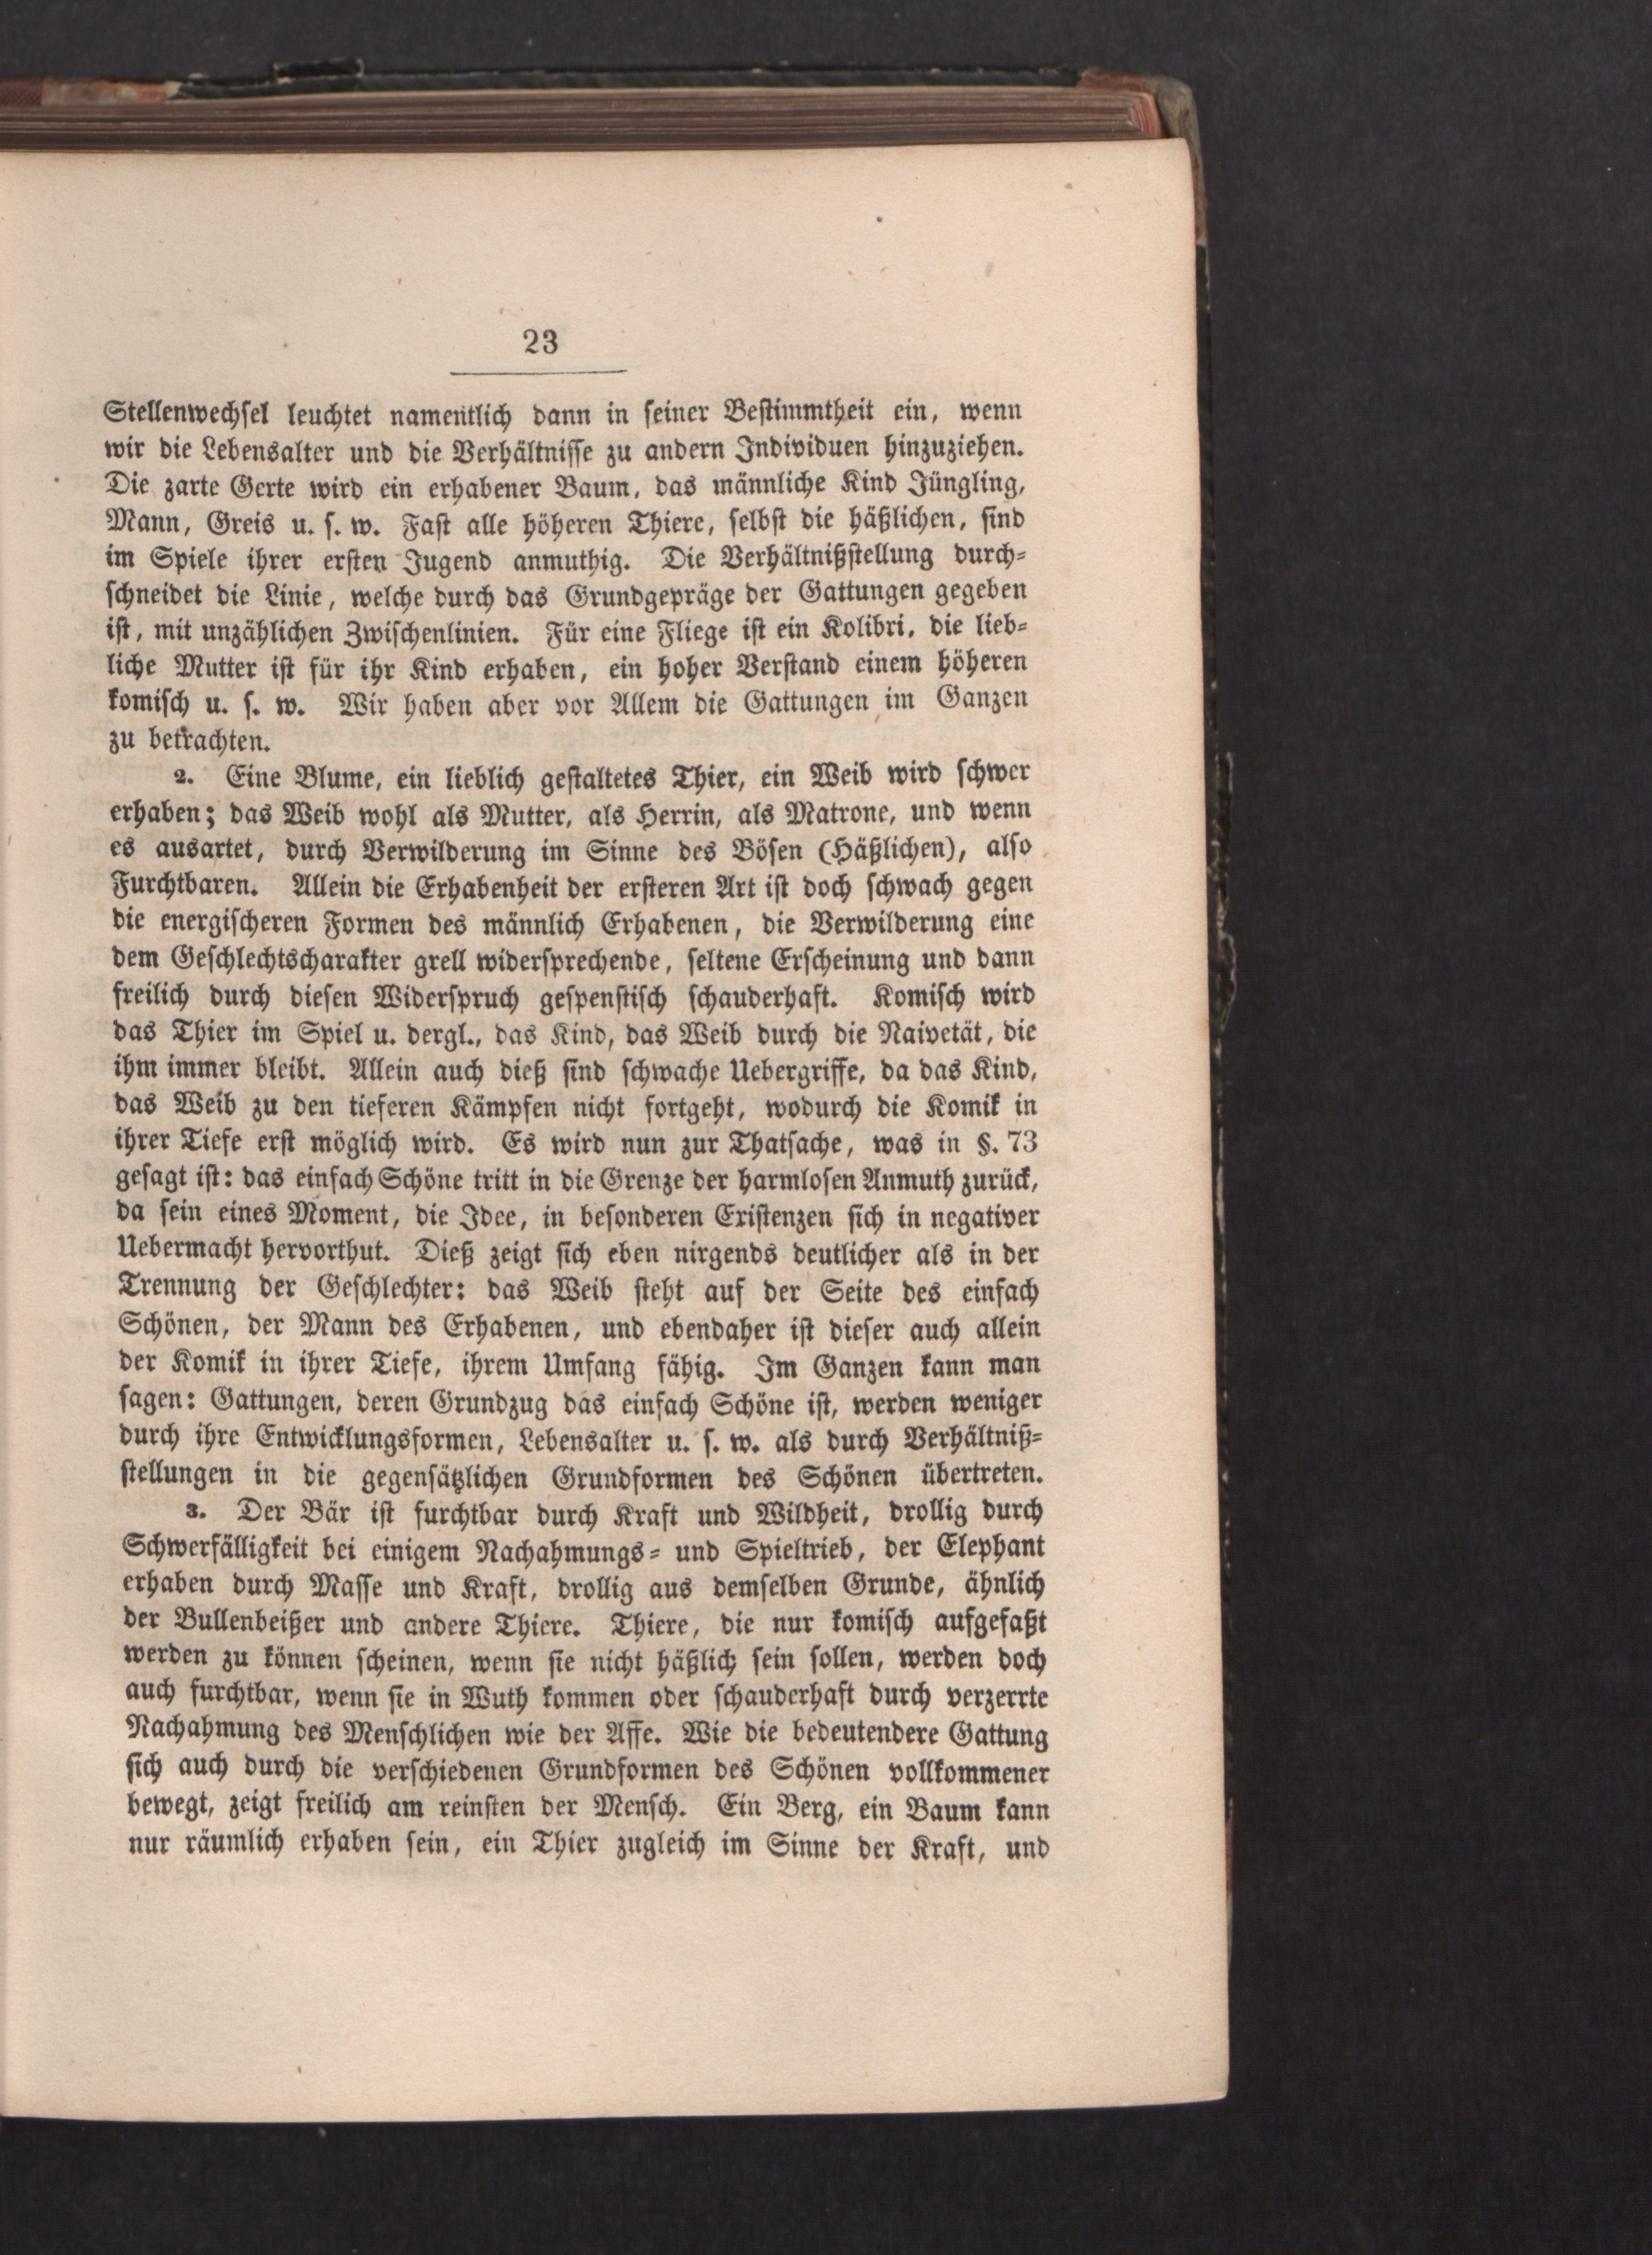 23
Stellenwechsel leuchtet namentlich dann in seiner Bestimmtheit ein, wenn
wir die Lebensalter und die Verhältnisse zu andern Individuen hinzuziehen.
Die zarte Gerte wird ein erhabener Baum, das männliche Kind Jüngling,
Mann, Greis u. s. w. Fast alle höheren Thiere, selbst die häßlichen, sind
im Spiele ihrer ersten Jugend anmuthig. Die Verhältnißstellung durch-
schneidet die Linie, welche durch das Grundgepräge der Gattungen gegeben
ist, mit unzählichen Zwischenlinien. Für eine Fliege ist ein Kolibri, die lieb-
liche Mutter ist für ihr Kind erhaben, ein hoher Verstand einem höheren
komisch u. s. w. Wir haben aber vor Allem die Gattungen im Ganzen
zu betrachten.
2. Eine Blume, ein lieblich gestaltetes Thier, ein Weib wird schwer
erhaben; das Weib wohl als Mutter, als Herrin, als Matrone, und wenn
es ausartet, durch Verwilderung im Sinne des Bösen (Häßlichen), also
Furchtbaren. Allein die Erhabenheit der ersteren Art ist doch schwach gegen
die energischeren Formen des männlich Erhabenen, die Verwilderung eine
dem Geschlechtscharakter grell widersprechende, seltene Erscheinung und dann
freilich durch diesen Widerspruch gespenstisch schauderhaft. Komisch wird
das Thier im Spiel u. dergl., das Kind, das Weib durch die Naivetät, die
ihm immer bleibt. Allein auch dieß sind schwache Uebergriffe, da das Kind,
das Weib zu den tieferen Kämpfen nicht fortgeht, wodurch die Komik in
ihrer Tiefe erst möglich wird. Es wird nun zur Thatsache, was in §. 73
gesagt ist: das einfach Schöne tritt in die Grenze der harmlosen Anmuth zurück,
da sein eines Moment, die Idee, in besonderen Existenzen sich in negativer
Uebermacht hervorthut. Dieß zeigt sich eben nirgends deutlicher als in der
Trennung der Geschlechter: das Weib steht auf der Seite des einfach
Schönen, der Mann des Erhabenen, und ebendaher ist dieser auch allein
der Komik in ihrer Tiefe, ihrem Umfang fähig. Im Ganzen kann man
sagen: Gattungen, deren Grundzug das einfach Schöne ist, werden weniger
durch ihre Entwicklungsformen, Lebensalter u. s. w. als durch Verhältniß-
stellungen in die gegensätzlichen Grundformen des Schönen übertreten.
3. Der Bär ist furchtbar durch Kraft und Wildheit, drollig durch
Schwerfälligkeit bei einigem Nachahmungs- und Spieltrieb, der Elephant
erhaben durch Masse und Kraft, drollig aus demselben Grunde, ähnlich
der Bullenbeißer und andere Thiere. Thiere, die nur komisch aufgefaßt
werden zu können scheinen, wenn sie nicht häßlich sein sollen, werden doch
auch furchtbar, wenn sie in Wuth kommen oder schauderhaft durch verzerrte
Nachahmung des Menschlichen wie der Affe. Wie die bedeutendere Gattung
sich auch durch die verschiedenen Grundformen des Schönen vollkommener
bewegt, zeigt freilich am reinsten der Mensch. Ein Berg, ein Baum kann
nur räumlich erhaben sein, ein Thier zugleich im Sinne der Kraft, und